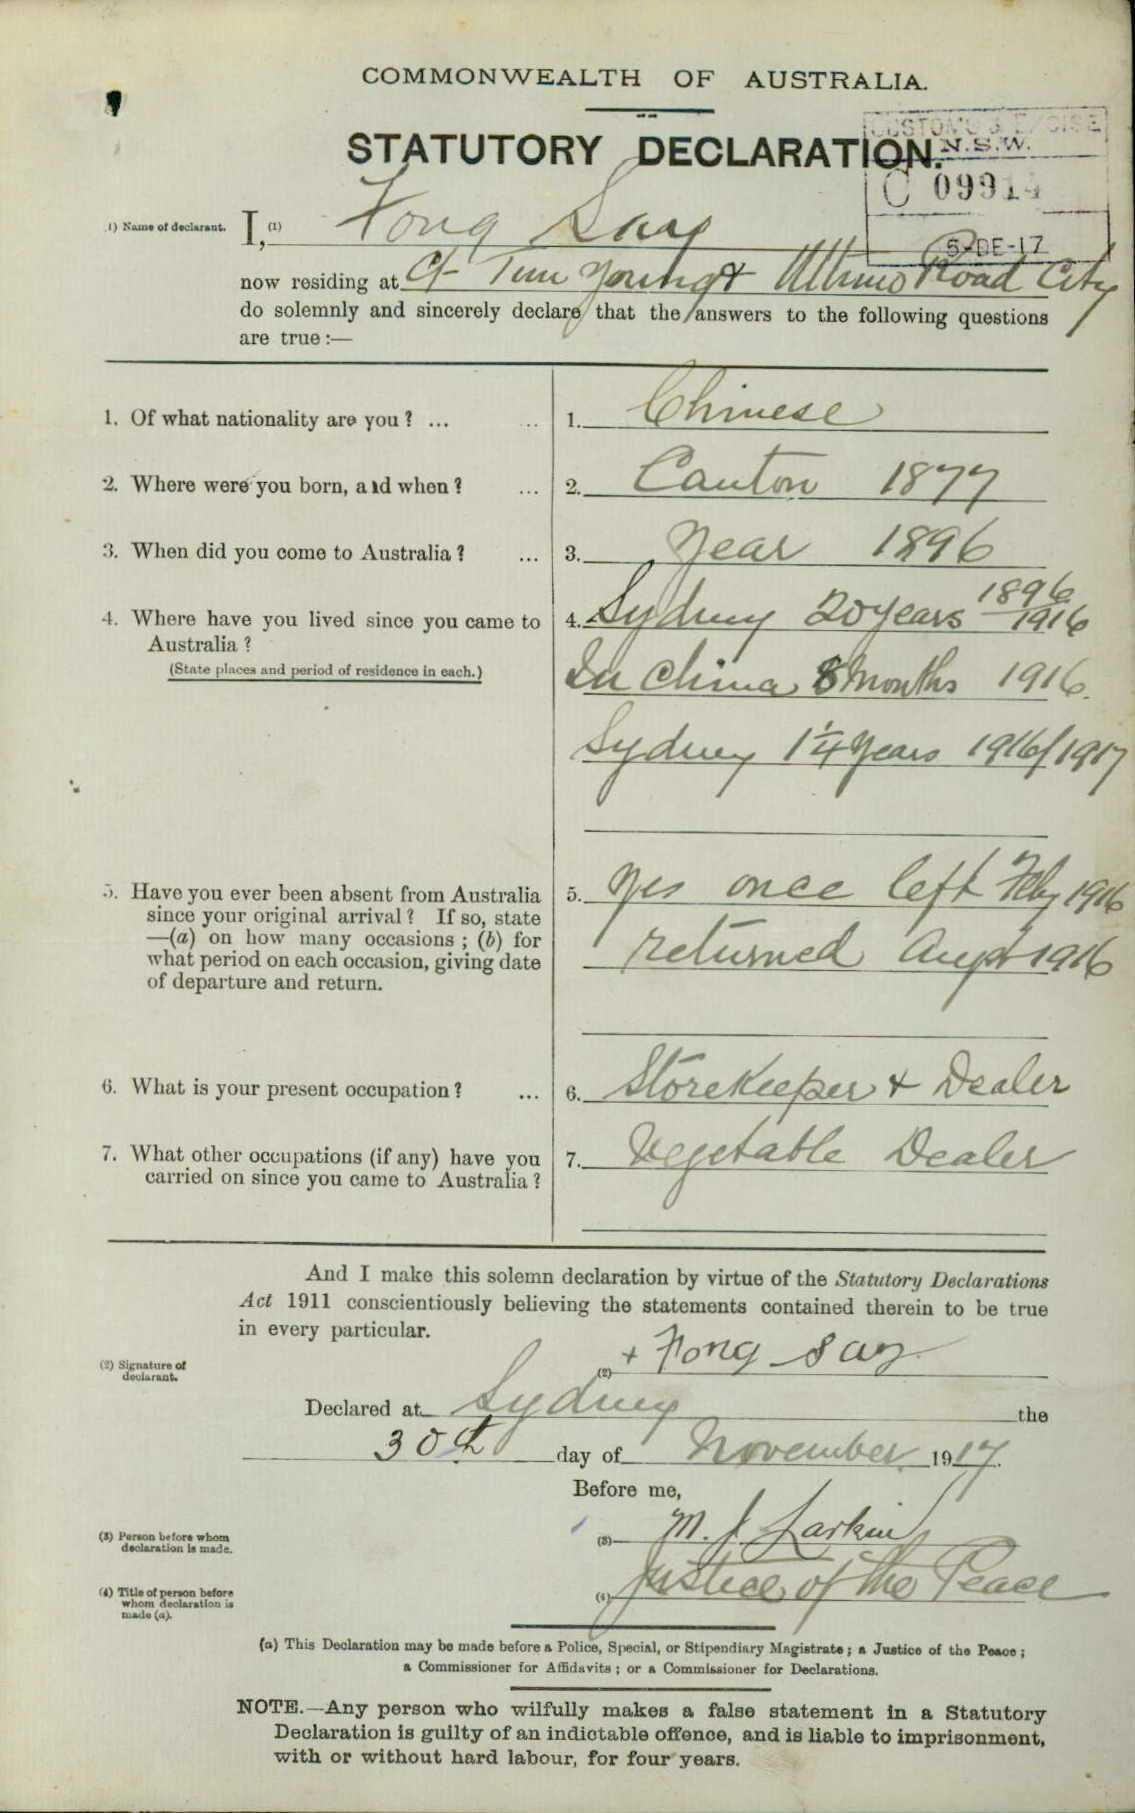 COMMONWEALTH OF AUSTRALIA.
STATUTORY DECLARATION.
CUSTOMS & EXCISE
N.S.W.
C 09914
5-DE-17
1) Name of declarant. I, (1) Fong Say
now residing at C/- Tim Young & Ultimo Road City
do solemnly and sincerely declare that the answers to the following questions
are true :—
1. Of what nationality are you ? ... ... 1. Chinese
2. Where were you born, and when ? ... 2. Canton 1877
3. When did you come to Australia ? ... 3. Year 1896
4. Where have you lived since you came to Australia ? 4. Sydney 20 years 1896/1916
(State places and period of residence in each.) In China 8 Months 1916.
Sydney 1 1/4 Years 1916/1917
5. Have you ever been absent from Australia 5. Yes once left Feby 1916
since your original arrival ? If so, state
—(a) on how many occasions ; (b) for returned Augst 1916
what period on each occasion, giving date
of departure and return.
6. What is your present occupation ? ... 6. Storekeeper & Dealer
7. What other occupations (if any) have you 7. Vegetable Dealer
carried on since you came to Australia ?
And I make this solemn declaration by virtue of the Statutory Declarations
Act 1911 conscientiously believing the statements contained therein to be true
in every particular.
(2) Signature of declarant. (2) + Fong Say
Declared at Sydney the
30th day of November 1917.
Before me,
(3) Person before whom declaration is made. (3) M. J. Larkin
(4) Title of person before whom declaration is made (a). (4) Justice of the Peace
(a) This Declaration may be made before a Police, Special, or Stipendiary Magistrate ; a Justice of the Peace ;
a Commissioner for Affidavits ; or a Commissioner for Declarations.
NOTE.—Any person who wilfully makes a false statement in a Statutory
Declaration is guilty of an indictable offence, and is liable to imprisonment,
with or without hard labour, for four years.